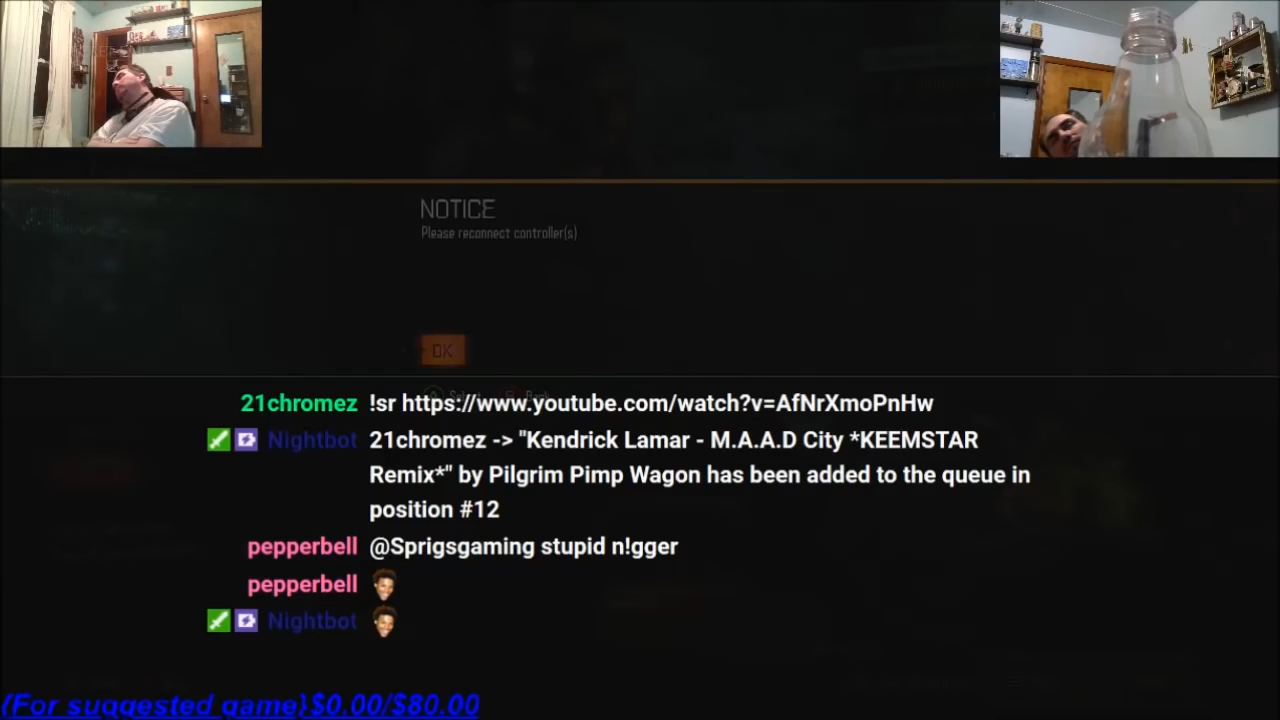 NOTICE
Please reconnect controller(s)
OK
21chromez !sr https://www.youtube.com/watch?v=AfNrXmoPnHw
Nightbot 21chromez -> "Kendrick Lamar - M.A.A.D City *KEEMSTAR
Remix*" by Pilgrim Pimp Wagon has been added to the queue in
position #12
pepperbell @Sprigsgaming stupid n!gger
pepperbell
Nightbot
(For suggested game}$0.00/$80.00